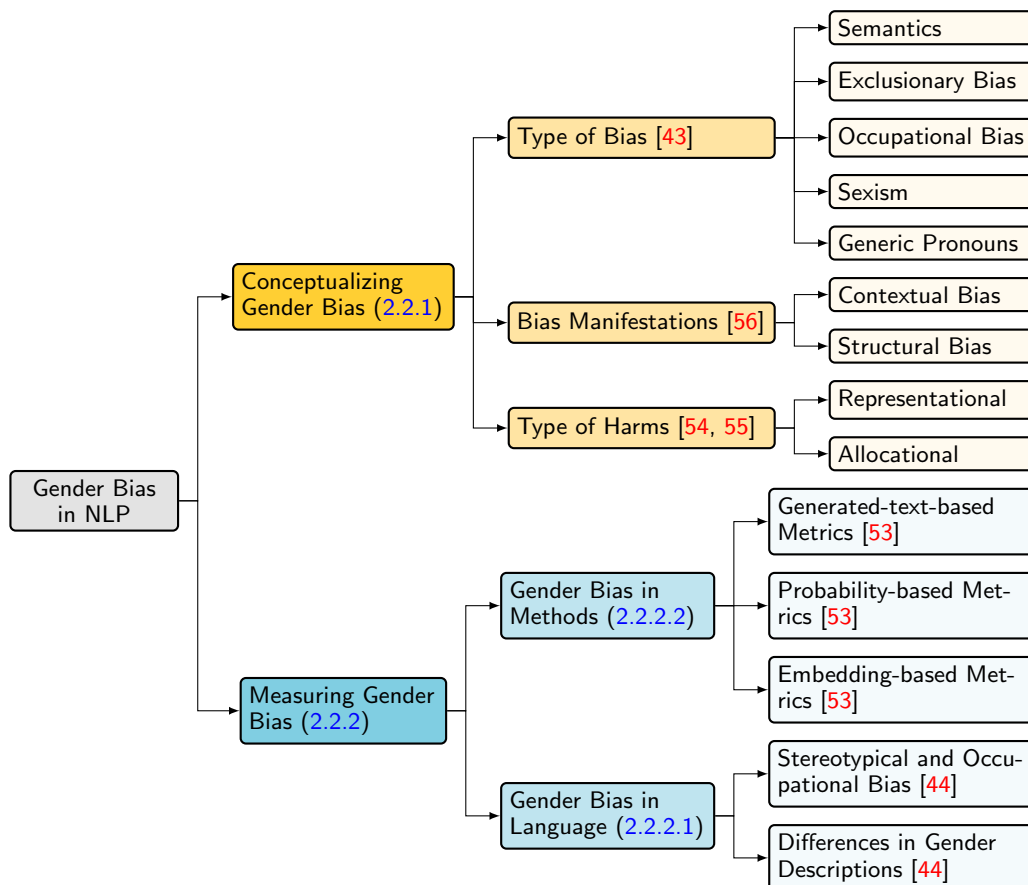 Semantics
Exclusionary Bias
Type of Bias [43]
Occupational Bias
Sexism
Generic Pronouns
Conceptualizing
Gender Bias (2.2.1)
Contextual Bias
Bias Manifestations [56]
Structural Bias
Representational
Type of Harms [54, 55]
Allocational
Gender Bias
in NLP
Generated-text-based
Metrics [53]
Gender Bias in
Methods (2.2.2.2)
Probability-based Met-
rics [53]
Embedding-based Met-
rics [53]
Measuring Gender
Bias (2.2.2)
Stereotypical and Occu-
pational Bias [44]
Gender Bias in
Language (2.2.2.1)
Differences in Gender
Descriptions [44]